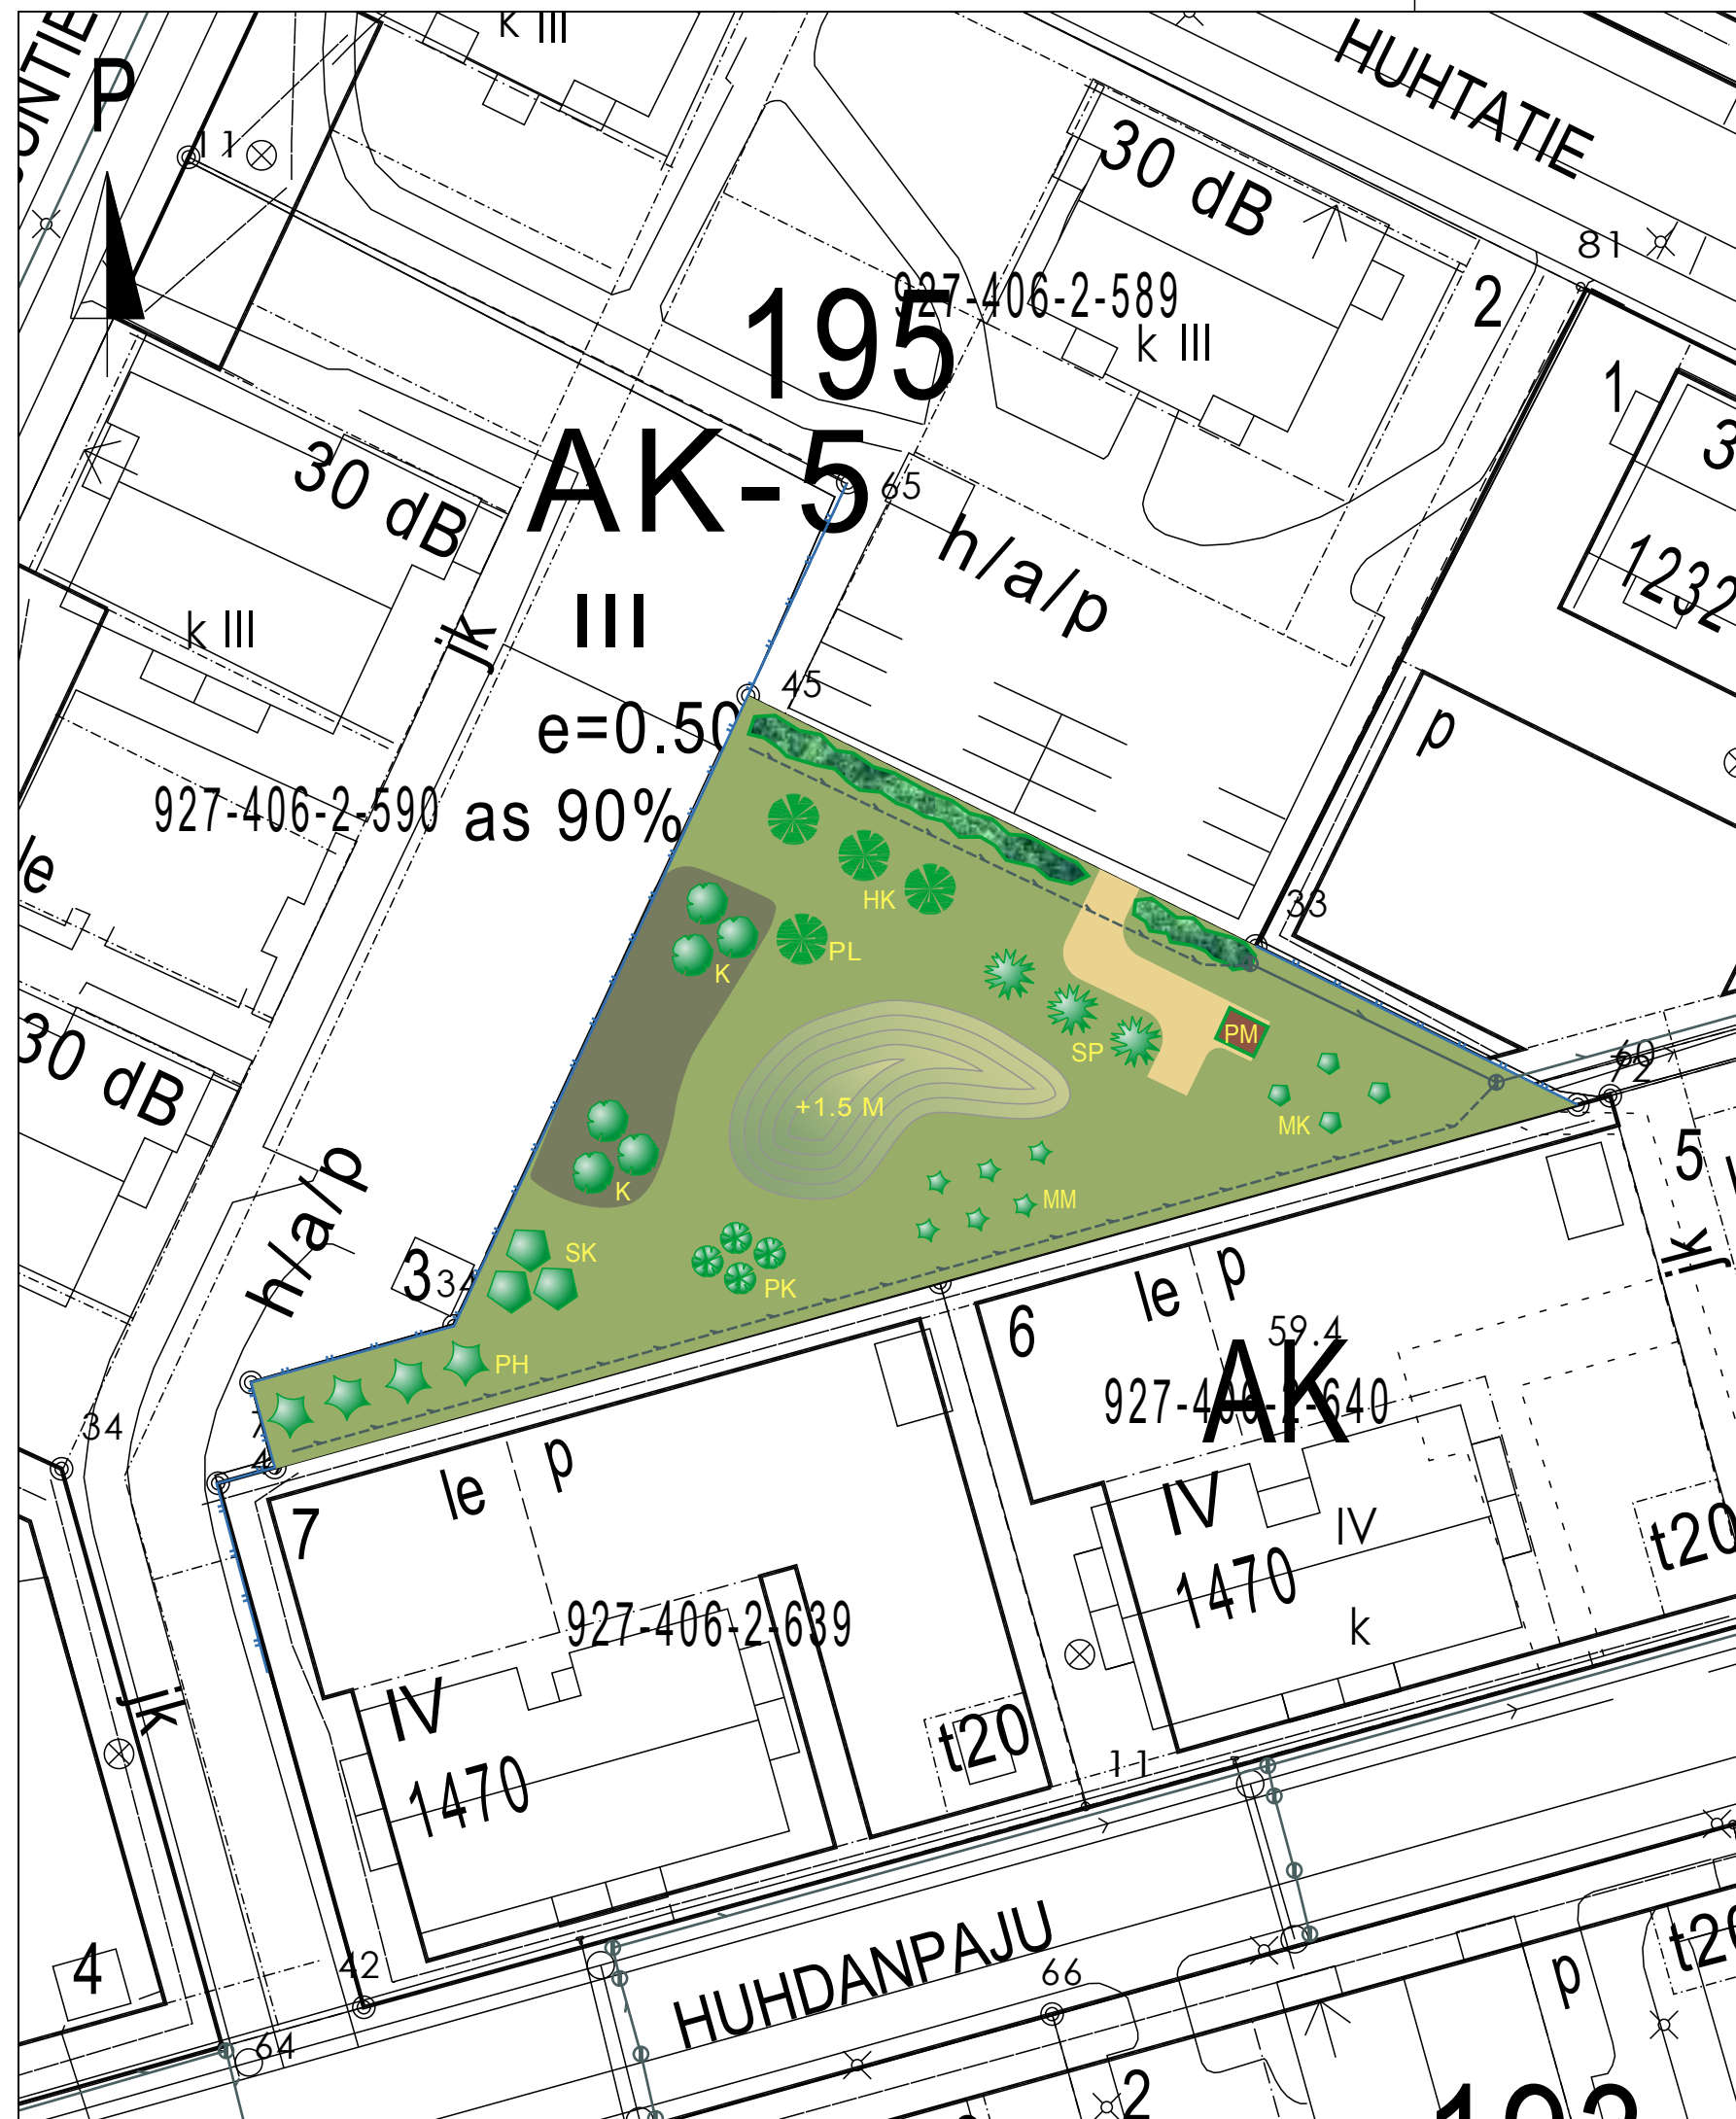 k III
HUHTATIE
P
11
30 dB
81
927-406-2-589
2
195
k III
1
30 dB
AK-5
65
h/a/p
1232
k III
jk
III
45
e=0.50
p
927-406-2-590
as 90%
le
HK
33
PL
K
30 dB
SP
PM
+1.5 M
MK
72
5
K
MM
h/a/p
SK
jk
334
PK
le p
6
59.4
PH
AK
927-406-2-640
34
le p
7
IV
IV
t20
1470
927-406-2-639
k
jk
IV
t20
11
1470
HUHDANPAJU
4
42
66
p
t20
64
2